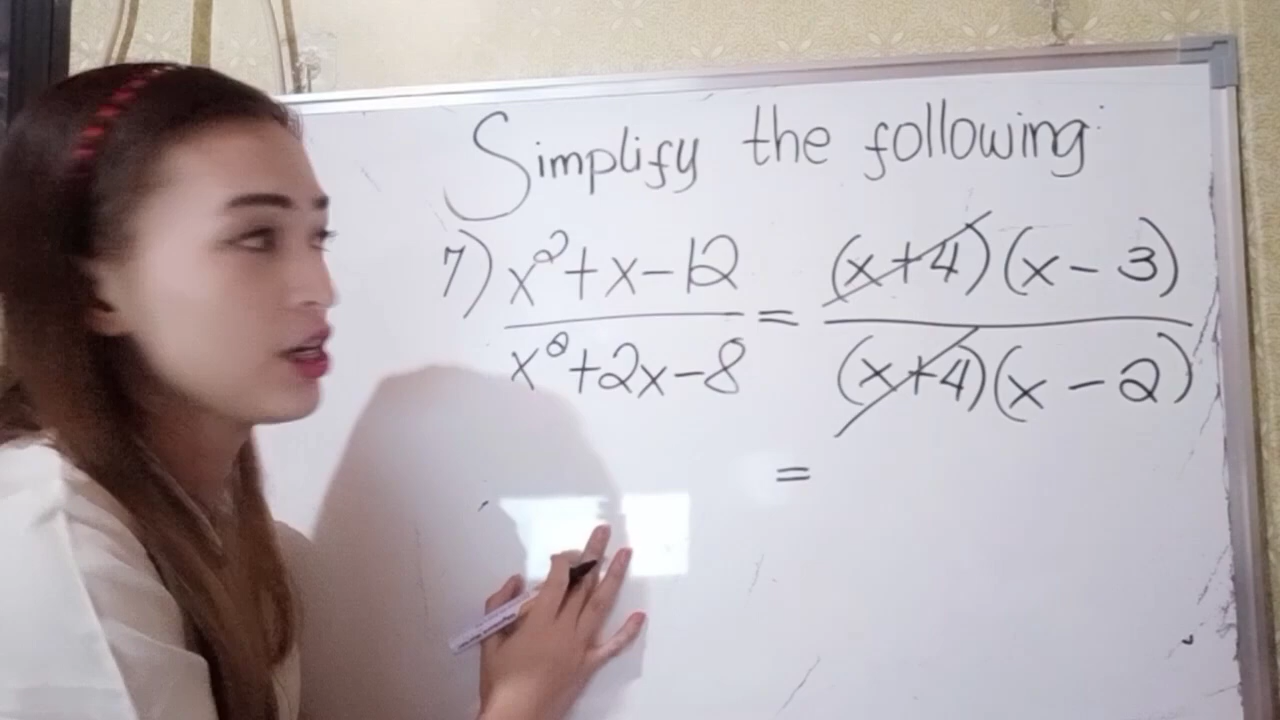 Simplify the following
7) x²+x-12 = (x+4)(x-3)
x²+2x-8 (x+4)(x-2)
=